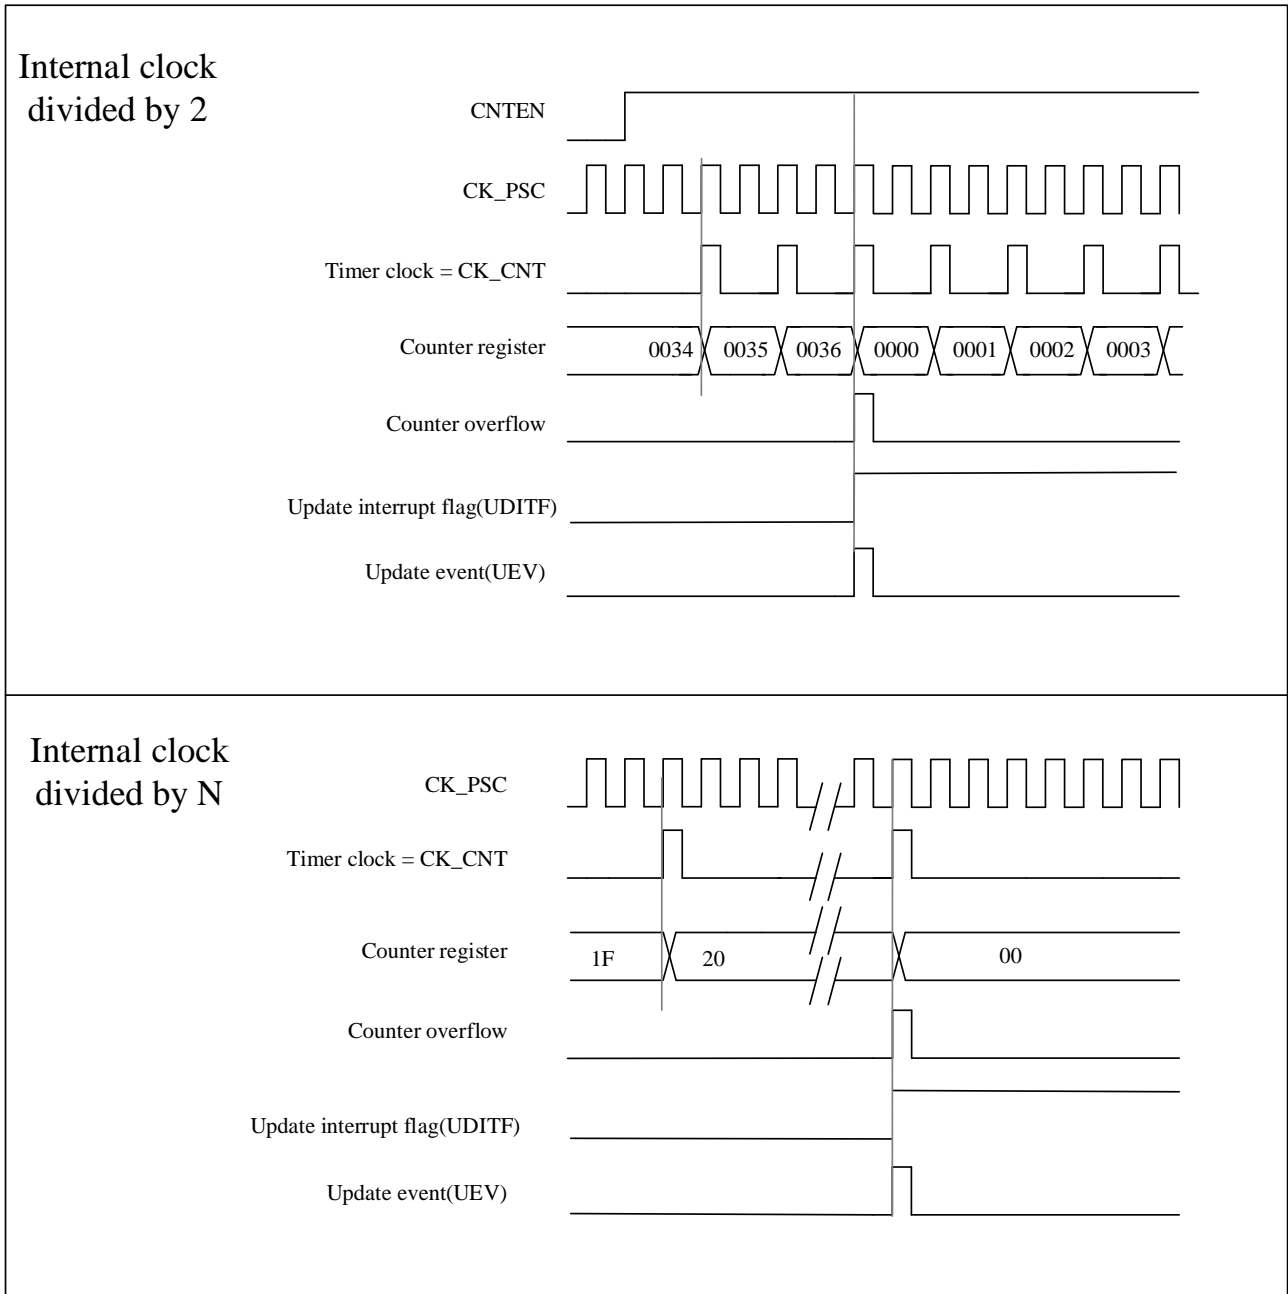 Internal clock
divided by 2
CNTEN
CK_PSC
Timer clock = CK_CNT
Counter register
0034 0035 0036 0000 0001 0002 0003
Counter overflow
Update interrupt flag(UDITF)
Update event(UEV)
Internal clock
divided by N
CK_PSC
Timer clock = CK_CNT
Counter register
1F 20 00
Counter overflow
Update interrupt flag(UDITF)
Update event(UEV)